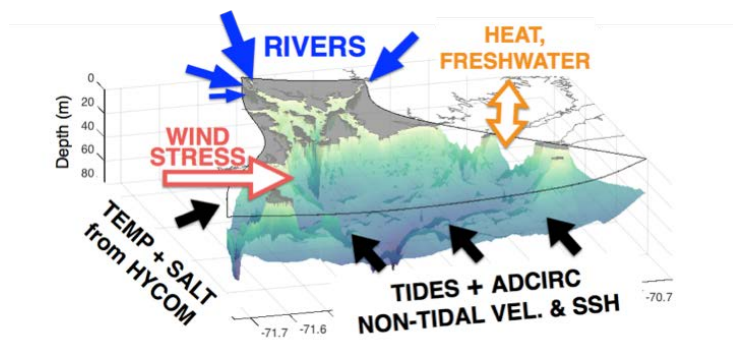 RIVERS
HEAT,
FRESHWATER
0
20
40
60
80
Depth (m)
WIND
STRESS
TEMP + SALT
from HYCOM
TIDES + ADCIRC
NON-TIDAL VEL. & SSH
-71.7
-71.6
-70.7